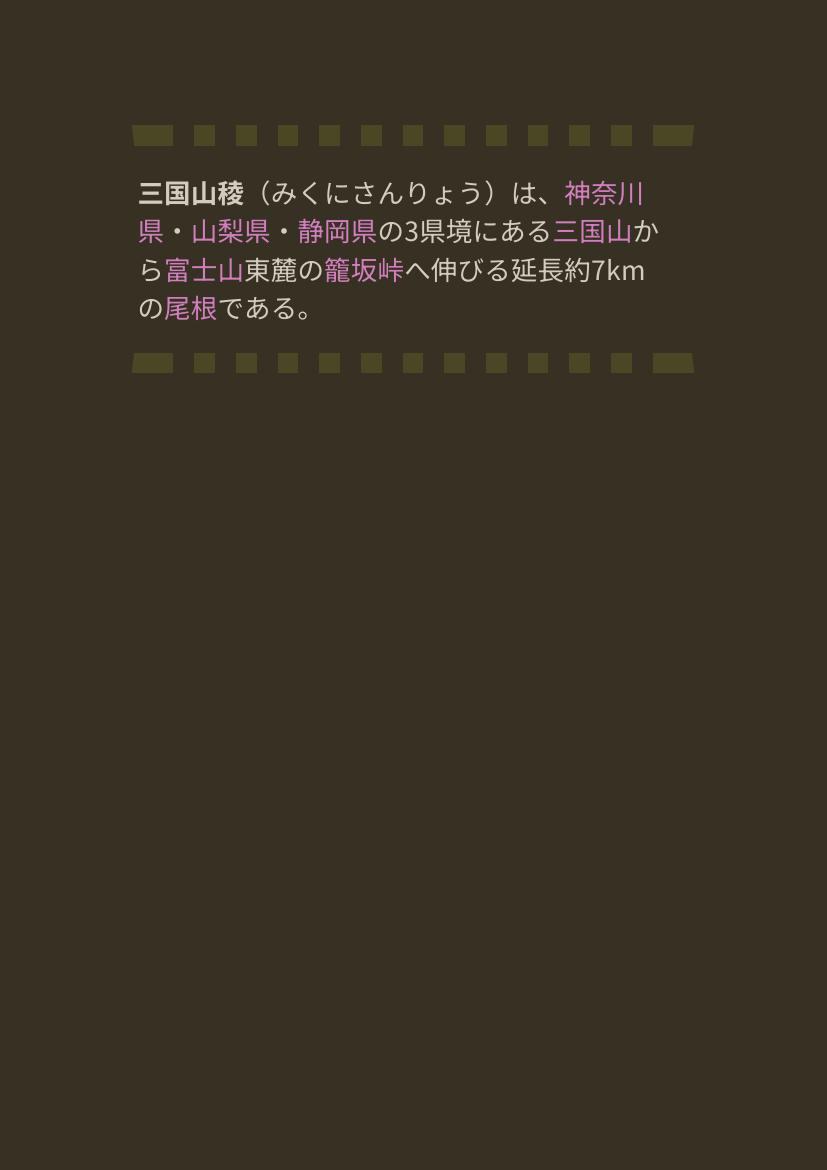 三国山稜（みくにさんりょう）は、神奈川
県・山梨県・静岡県の3県境にある三国山か
ら富士山東麓の籠坂峠へ伸びる延長約7km
の尾根である。